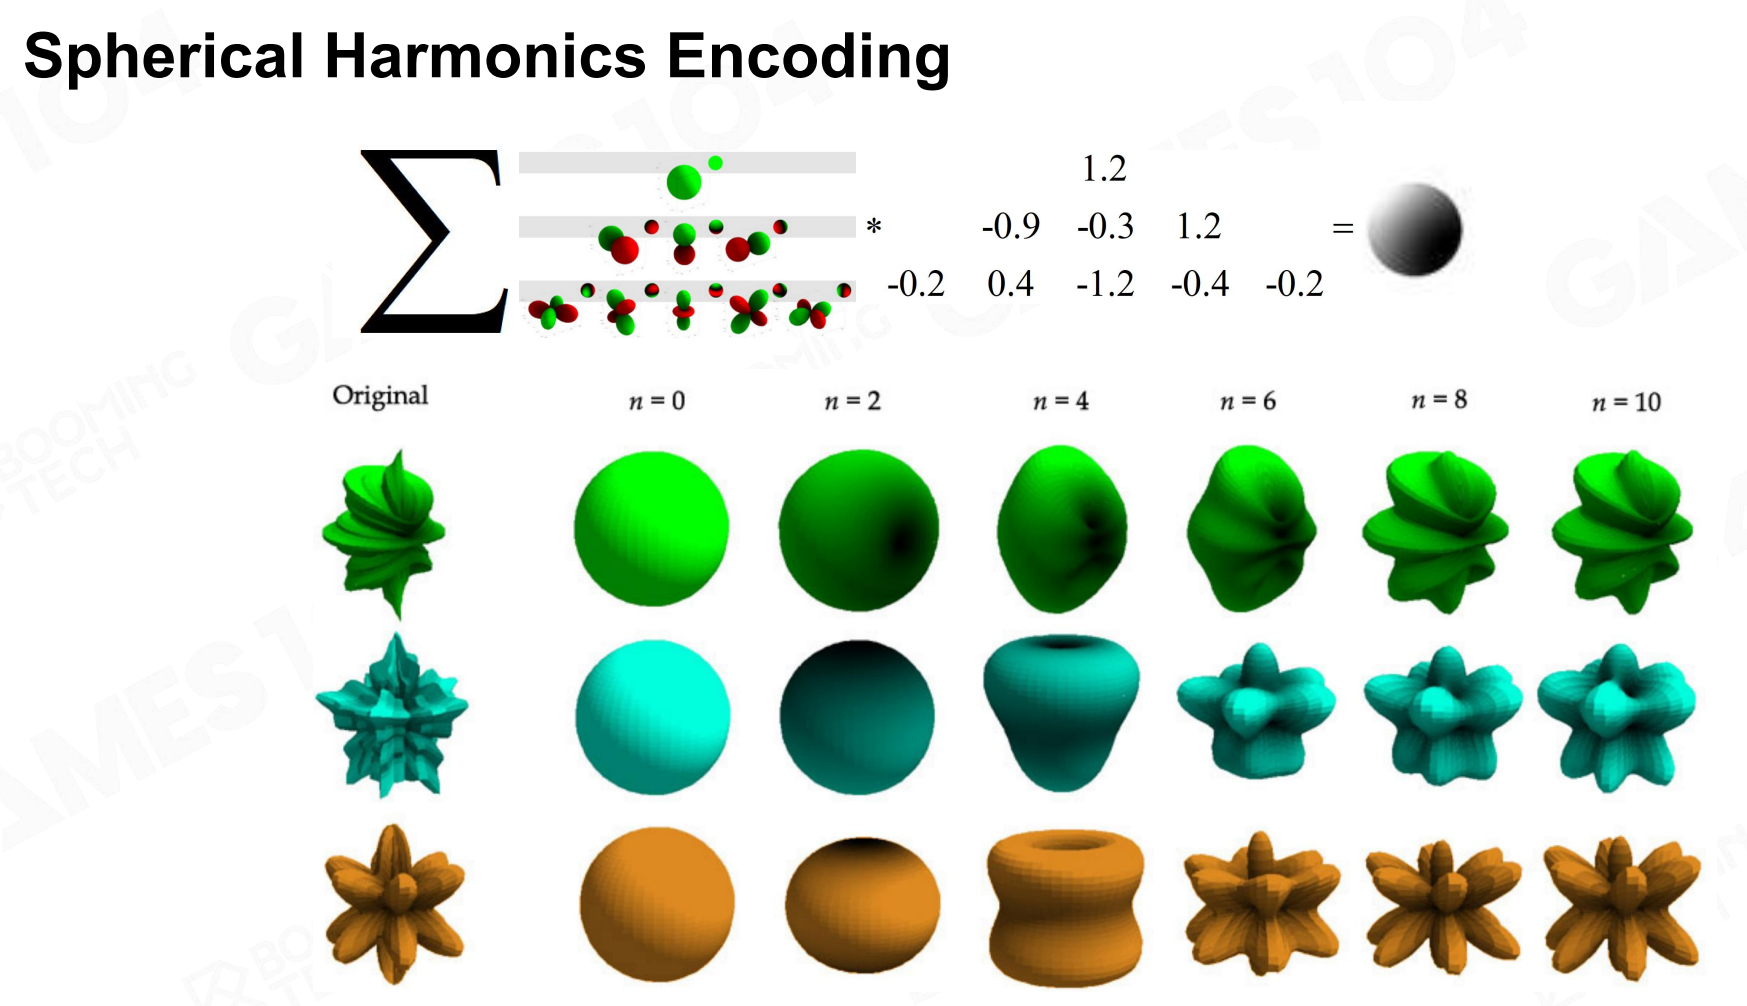 Spherical Harmonics Encoding
1.2
* -0.9 -0.3 1.2 =
-0.2 0.4 -1.2 -0.4 -0.2
Original n = 0 n = 2 n = 4 n = 6 n = 8 n = 10